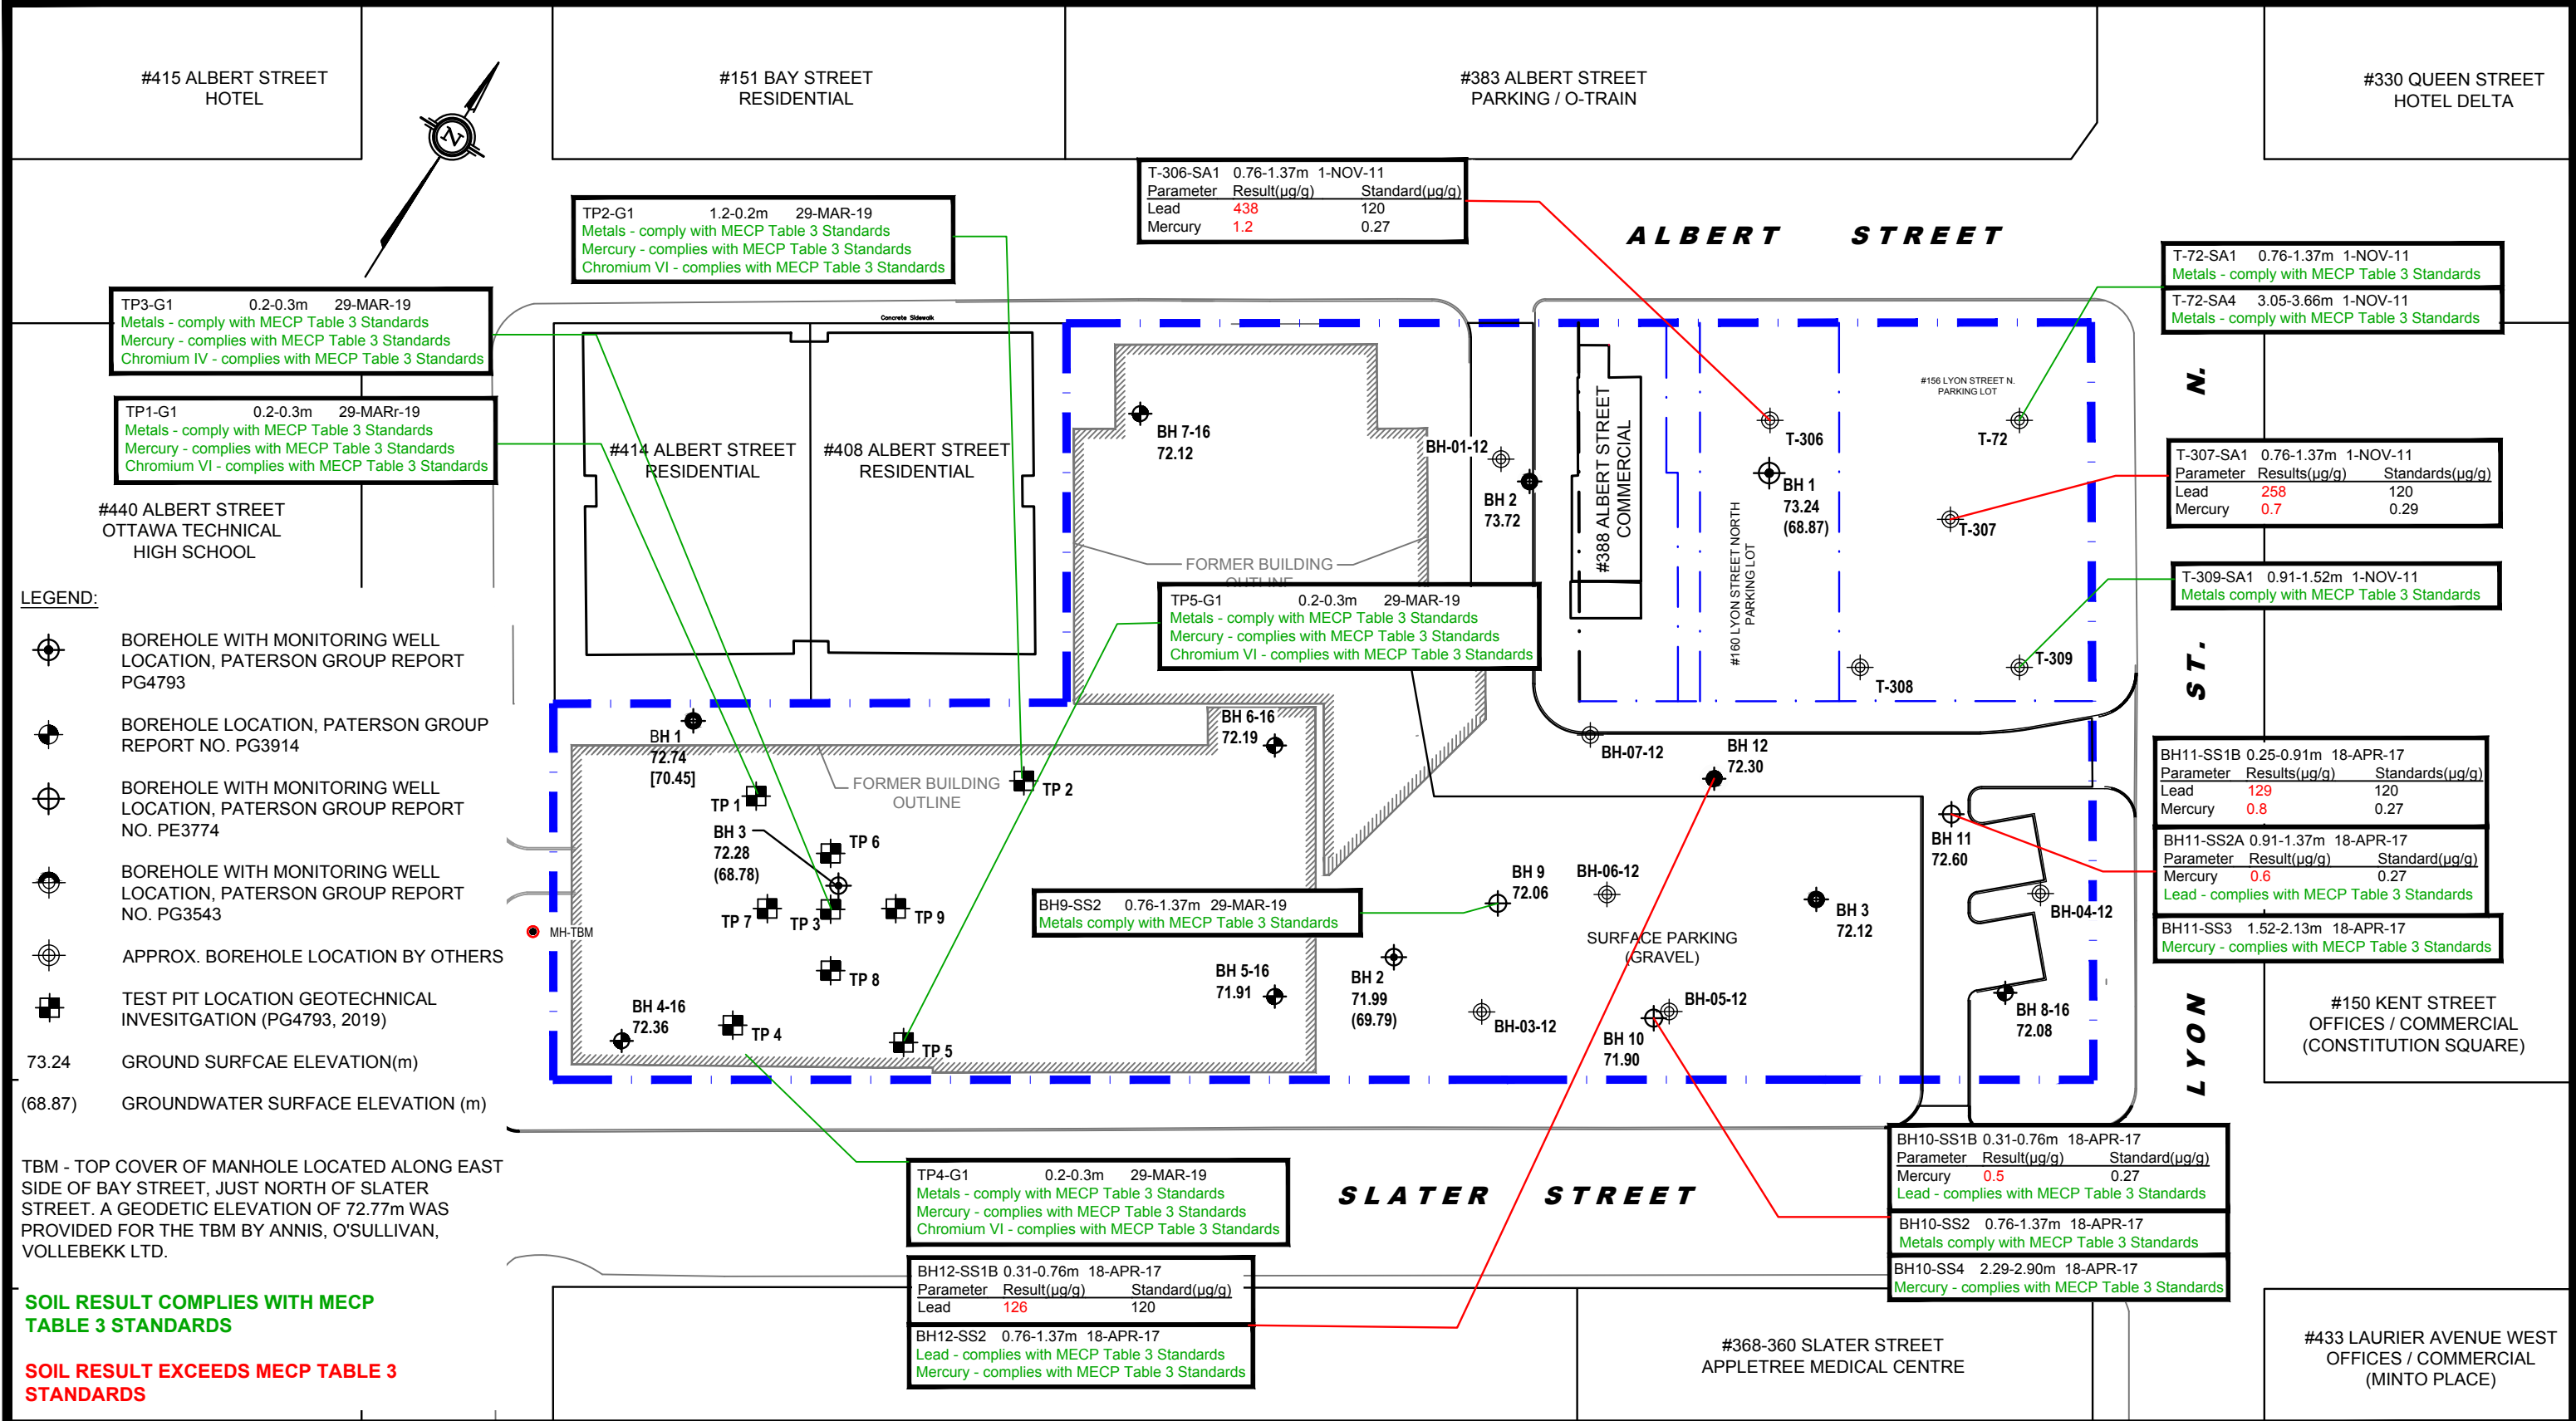 #415 ALBERT STREET
HOTEL
#151 BAY STREET
RESIDENTIAL
#383 ALBERT STREET
PARKING / O-TRAIN
#330 QUEEN STREET
HOTEL DELTA
N
T-306-SA1 0.76-1.37m 1-NOV-11
Parameter Result(µg/g) Standard(µg/g)
Lead 438 120
Mercury 1.2 0.27
TP2-G1 1.2-0.2m 29-MAR-19
Metals - comply with MECP Table 3 Standards
Mercury - complies with MECP Table 3 Standards
Chromium VI - complies with MECP Table 3 Standards
ALBERT STREET
T-72-SA1 0.76-1.37m 1-NOV-11
Metals - comply with MECP Table 3 Standards
T-72-SA4 3.05-3.66m 1-NOV-11
Metals - comply with MECP Table 3 Standards
TP3-G1 0.2-0.3m 29-MAR-19
Metals - comply with MECP Table 3 Standards
Mercury - complies with MECP Table 3 Standards
Chromium IV - complies with MECP Table 3 Standards
TP1-G1 0.2-0.3m 29-MARr-19
Metals - comply with MECP Table 3 Standards
Mercury - complies with MECP Table 3 Standards
Chromium VI - complies with MECP Table 3 Standards
Concrete Sidewalk
#414 ALBERT STREET
RESIDENTIAL
#408 ALBERT STREET
RESIDENTIAL
BH 7-16
72.12
BH-01-12
BH 2
73.72
#388 ALBERT STREET
COMMERCIAL
#160 LYON STREET NORTH
PARKING LOT
#156 LYON STREET N.
PARKING LOT
T-306
BH 1
73.24
(68.87)
T-72
T-307
T-308
T-309
T-307-SA1 0.76-1.37m 1-NOV-11
Parameter Results(µg/g) Standards(µg/g)
Lead 258 120
Mercury 0.7 0.29
T-309-SA1 0.91-1.52m 1-NOV-11
Metals comply with MECP Table 3 Standards
LYON ST. N.
#440 ALBERT STREET
OTTAWA TECHNICAL
HIGH SCHOOL
FORMER BUILDING
OUTLINE
TP5-G1 0.2-0.3m 29-MAR-19
Metals - comply with MECP Table 3 Standards
Mercury - complies with MECP Table 3 Standards
Chromium VI - complies with MECP Table 3 Standards
LEGEND:
BOREHOLE WITH MONITORING WELL
LOCATION, PATERSON GROUP REPORT
PG4793
BOREHOLE LOCATION, PATERSON GROUP
REPORT NO. PG3914
BOREHOLE WITH MONITORING WELL
LOCATION, PATERSON GROUP REPORT
NO. PE3774
BOREHOLE WITH MONITORING WELL
LOCATION, PATERSON GROUP REPORT
NO. PG3543
APPROX. BOREHOLE LOCATION BY OTHERS
TEST PIT LOCATION GEOTECHNICAL
INVESITGATION (PG4793, 2019)
73.24 GROUND SURFCAE ELEVATION(m)
(68.87) GROUNDWATER SURFACE ELEVATION (m)
TBM - TOP COVER OF MANHOLE LOCATED ALONG EAST
SIDE OF BAY STREET, JUST NORTH OF SLATER
STREET. A GEODETIC ELEVATION OF 72.77m WAS
PROVIDED FOR THE TBM BY ANNIS, O'SULLIVAN,
VOLLEBEKK LTD.
SOIL RESULT COMPLIES WITH MECP
TABLE 3 STANDARDS
SOIL RESULT EXCEEDS MECP TABLE 3
STANDARDS
BH 1
72.74
[70.45]
FORMER BUILDING
OUTLINE
TP 1
TP 2
BH 3
72.28
(68.78)
TP 6
TP 7
TP 3
TP 9
MH-TBM
TP 8
BH 4-16
72.36
TP 4
TP 5
BH 6-16
72.19
BH 5-16
71.91
BH9-SS2 0.76-1.37m 29-MAR-19
Metals comply with MECP Table 3 Standards
BH-07-12
BH 12
72.30
BH 9
72.06
BH-06-12
BH 2
71.99
(69.79)
BH-03-12
SURFACE PARKING
(GRAVEL)
BH-05-12
BH 10
71.90
BH 3
72.12
BH 11
72.60
BH-04-12
BH 8-16
72.08
BH11-SS1B 0.25-0.91m 18-APR-17
Parameter Results(µg/g) Standards(µg/g)
Lead 129 120
Mercury 0.8 0.27
BH11-SS2A 0.91-1.37m 18-APR-17
Parameter Result(µg/g) Standard(µg/g)
Mercury 0.6 0.27
Lead - complies with MECP Table 3 Standards
BH11-SS3 1.52-2.13m 18-APR-17
Mercury - complies with MECP Table 3 Standards
#150 KENT STREET
OFFICES / COMMERCIAL
(CONSTITUTION SQUARE)
BH10-SS1B 0.31-0.76m 18-APR-17
Parameter Result(µg/g) Standard(µg/g)
Mercury 0.5 0.27
Lead - complies with MECP Table 3 Standards
BH10-SS2 0.76-1.37m 18-APR-17
Metals comply with MECP Table 3 Standards
BH10-SS4 2.29-2.90m 18-APR-17
Mercury - complies with MECP Table 3 Standards
TP4-G1 0.2-0.3m 29-MAR-19
Metals - comply with MECP Table 3 Standards
Mercury - complies with MECP Table 3 Standards
Chromium VI - complies with MECP Table 3 Standards
SLATER STREET
BH12-SS1B 0.31-0.76m 18-APR-17
Parameter Result(µg/g) Standard(µg/g)
Lead 126 120
BH12-SS2 0.76-1.37m 18-APR-17
Lead - complies with MECP Table 3 Standards
Mercury - complies with MECP Table 3 Standards
#368-360 SLATER STREET
APPLETREE MEDICAL CENTRE
#433 LAURIER AVENUE WEST
OFFICES / COMMERCIAL
(MINTO PLACE)